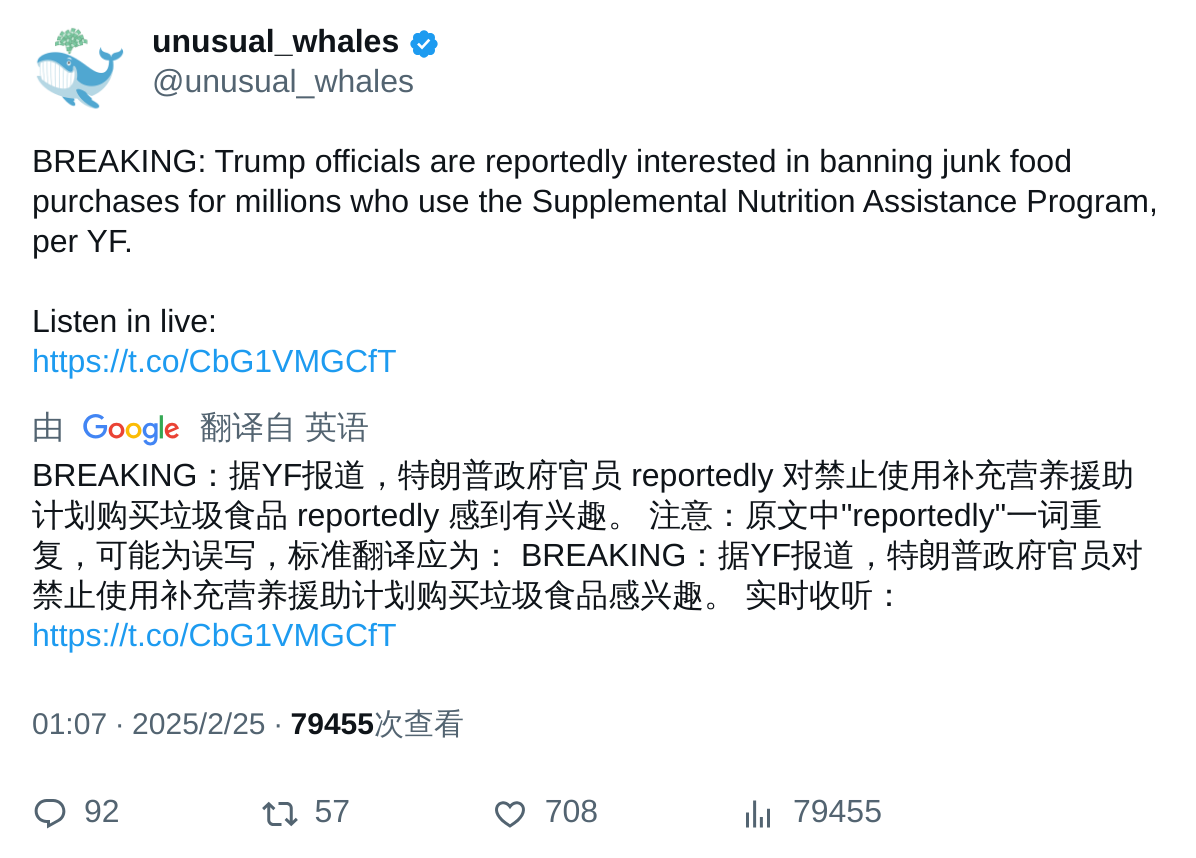 unusual_whales
@unusual_whales
BREAKING: Trump officials are reportedly interested in banning junk food
purchases for millions who use the Supplemental Nutrition Assistance Program,
per YF.
Listen in live:
https://t.co/CbG1VMGCfT
由 Google 翻译自 英语
BREAKING：据YF报道，特朗普政府官员 reportedly 对禁止使用补充营养援助
计划购买垃圾食品 reportedly 感到有兴趣。 注意：原文中"reportedly"一词重
复，可能为误写，标准翻译应为： BREAKING：据YF报道，特朗普政府官员对
禁止使用补充营养援助计划购买垃圾食品感兴趣。 实时收听：
https://t.co/CbG1VMGCfT
01:07 · 2025/2/25 · 79455次查看
92 57 708 79455